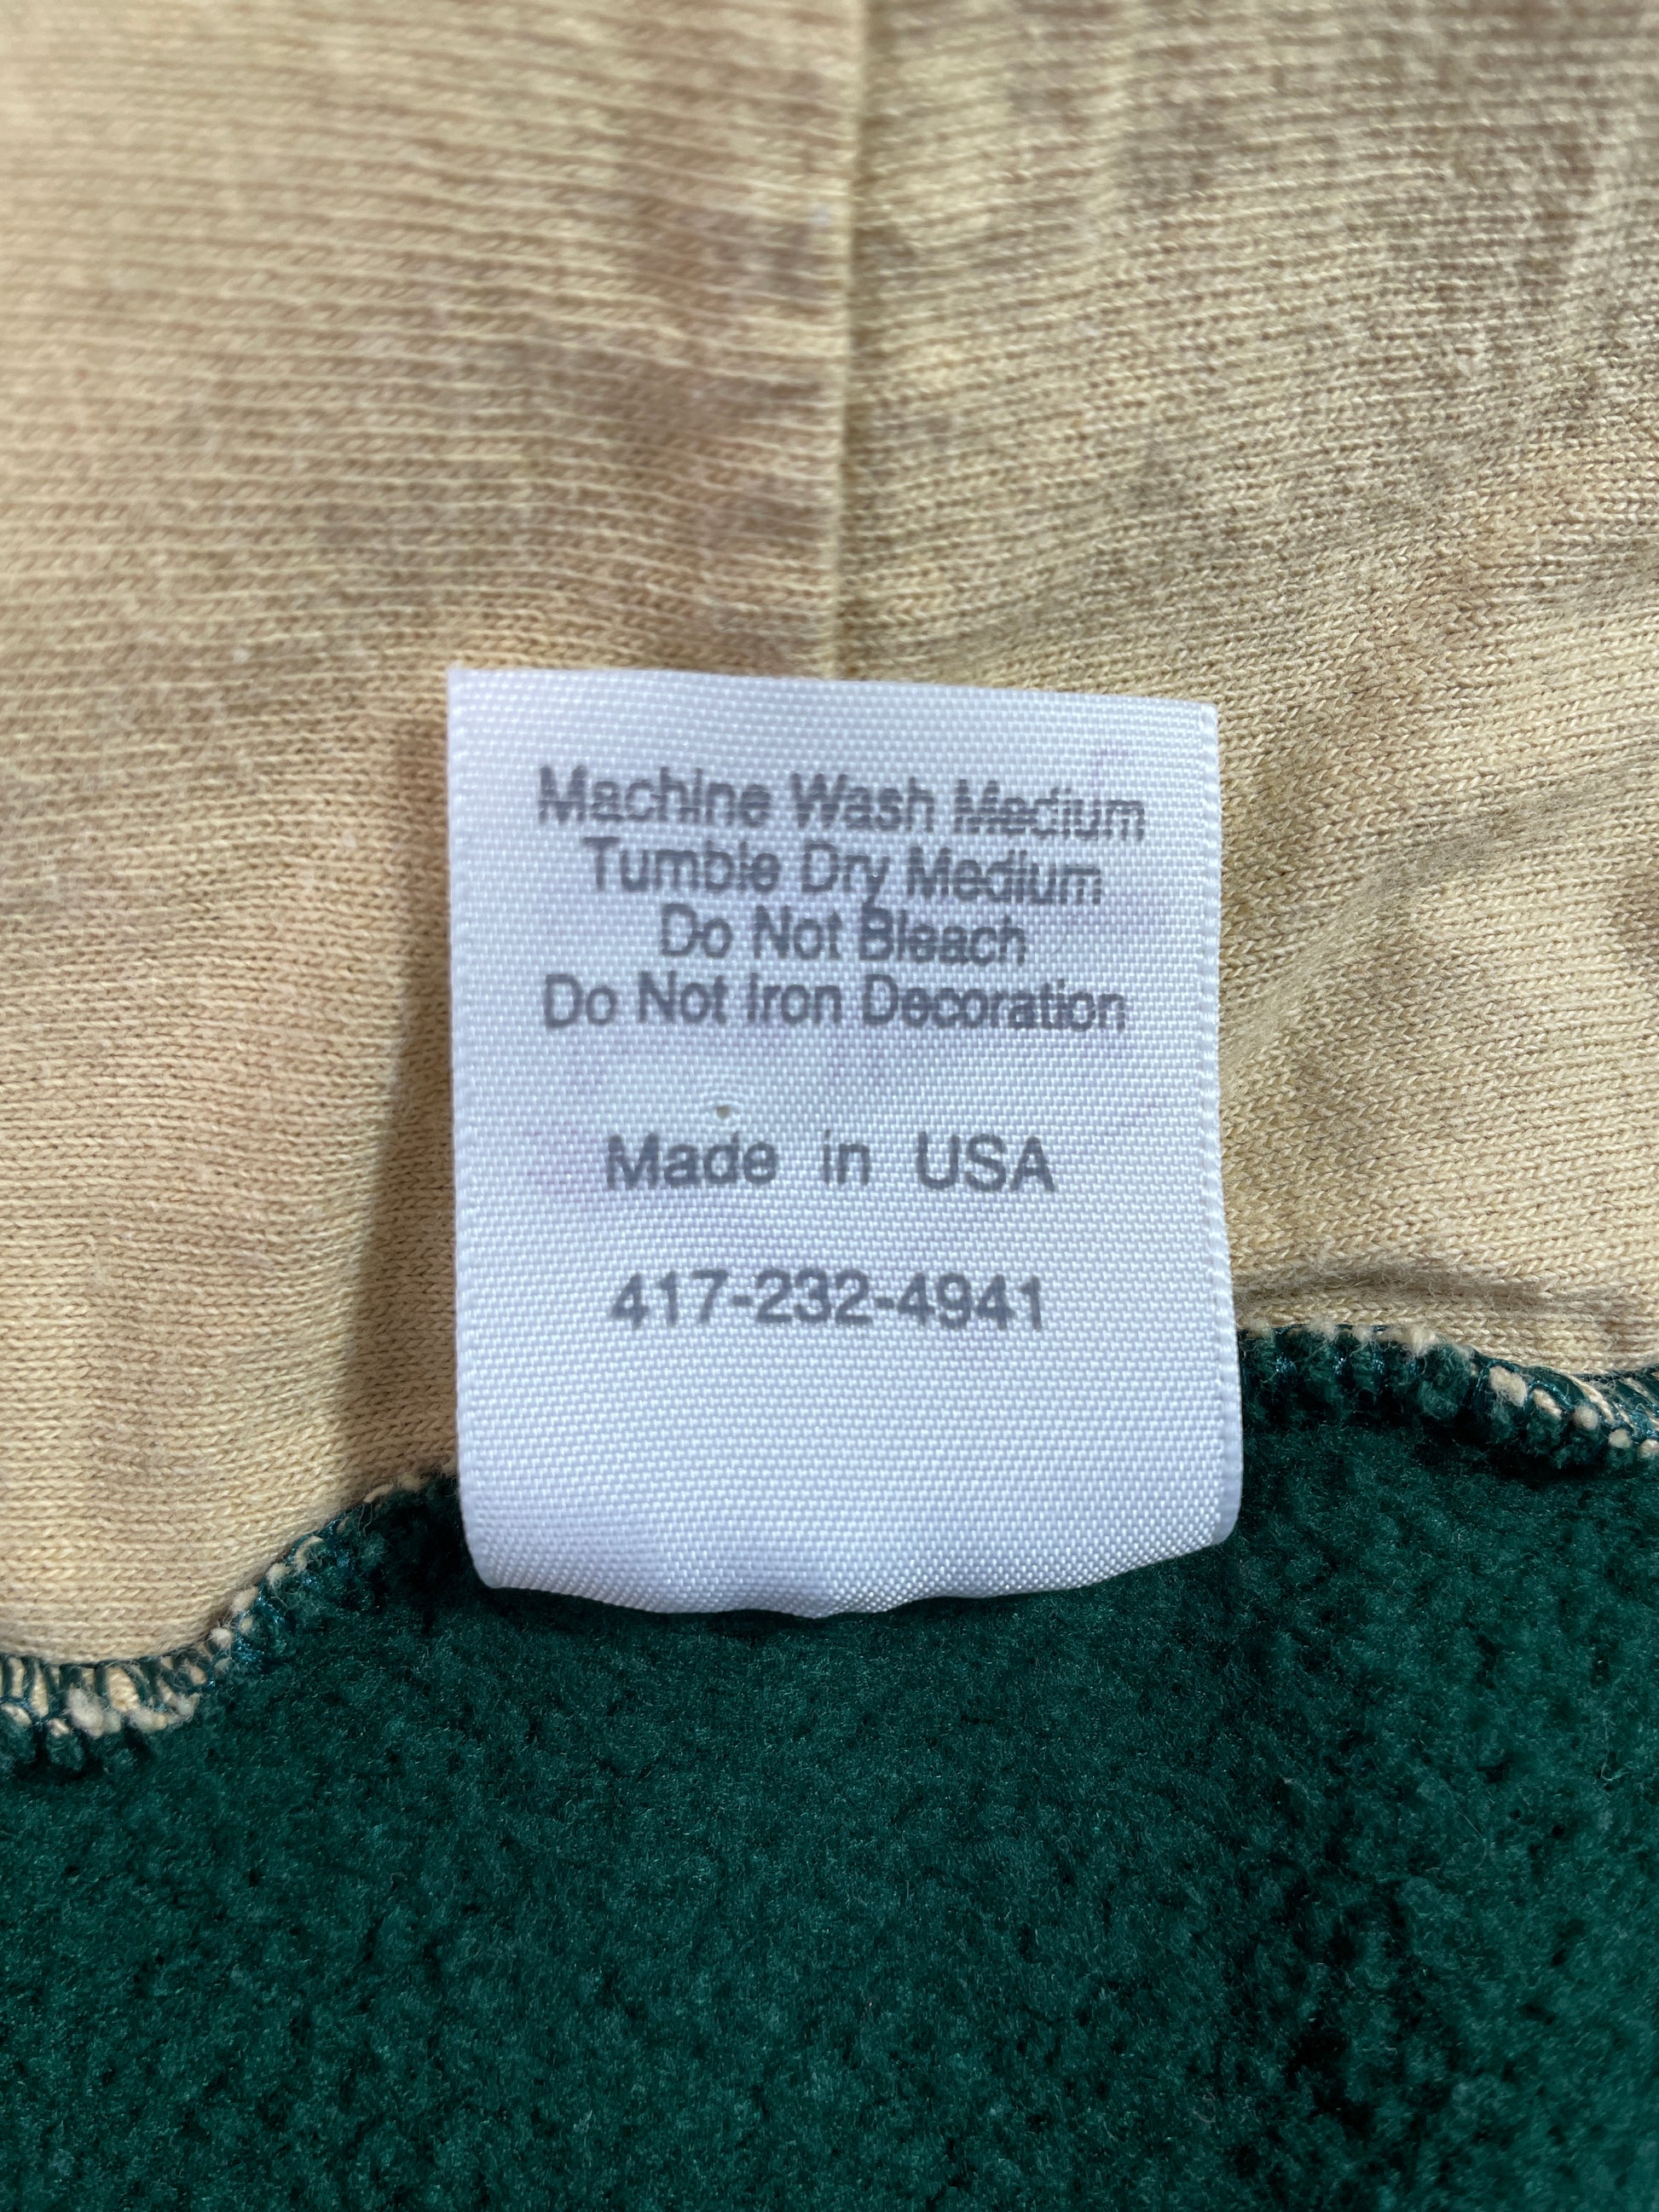 Machine Wash Medium
Tumble Dry Medium
Do Not Bleach
Do Not Iron Decoration
Made in USA
417-232-4941